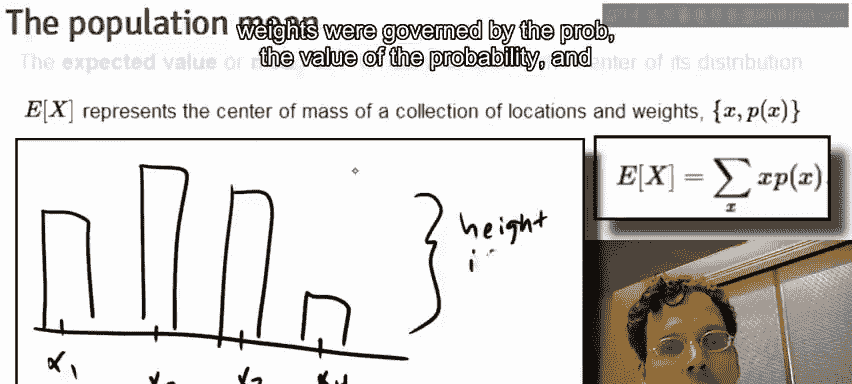 The population mean
weights were governed by the prob,
the value of the probability, and
The expected value or center of its distribution
E[X] represents the center of mass of a collection of locations and weights, {x, p(x)}
E[X] = ∑ xp(x)
x
height
i
x₁